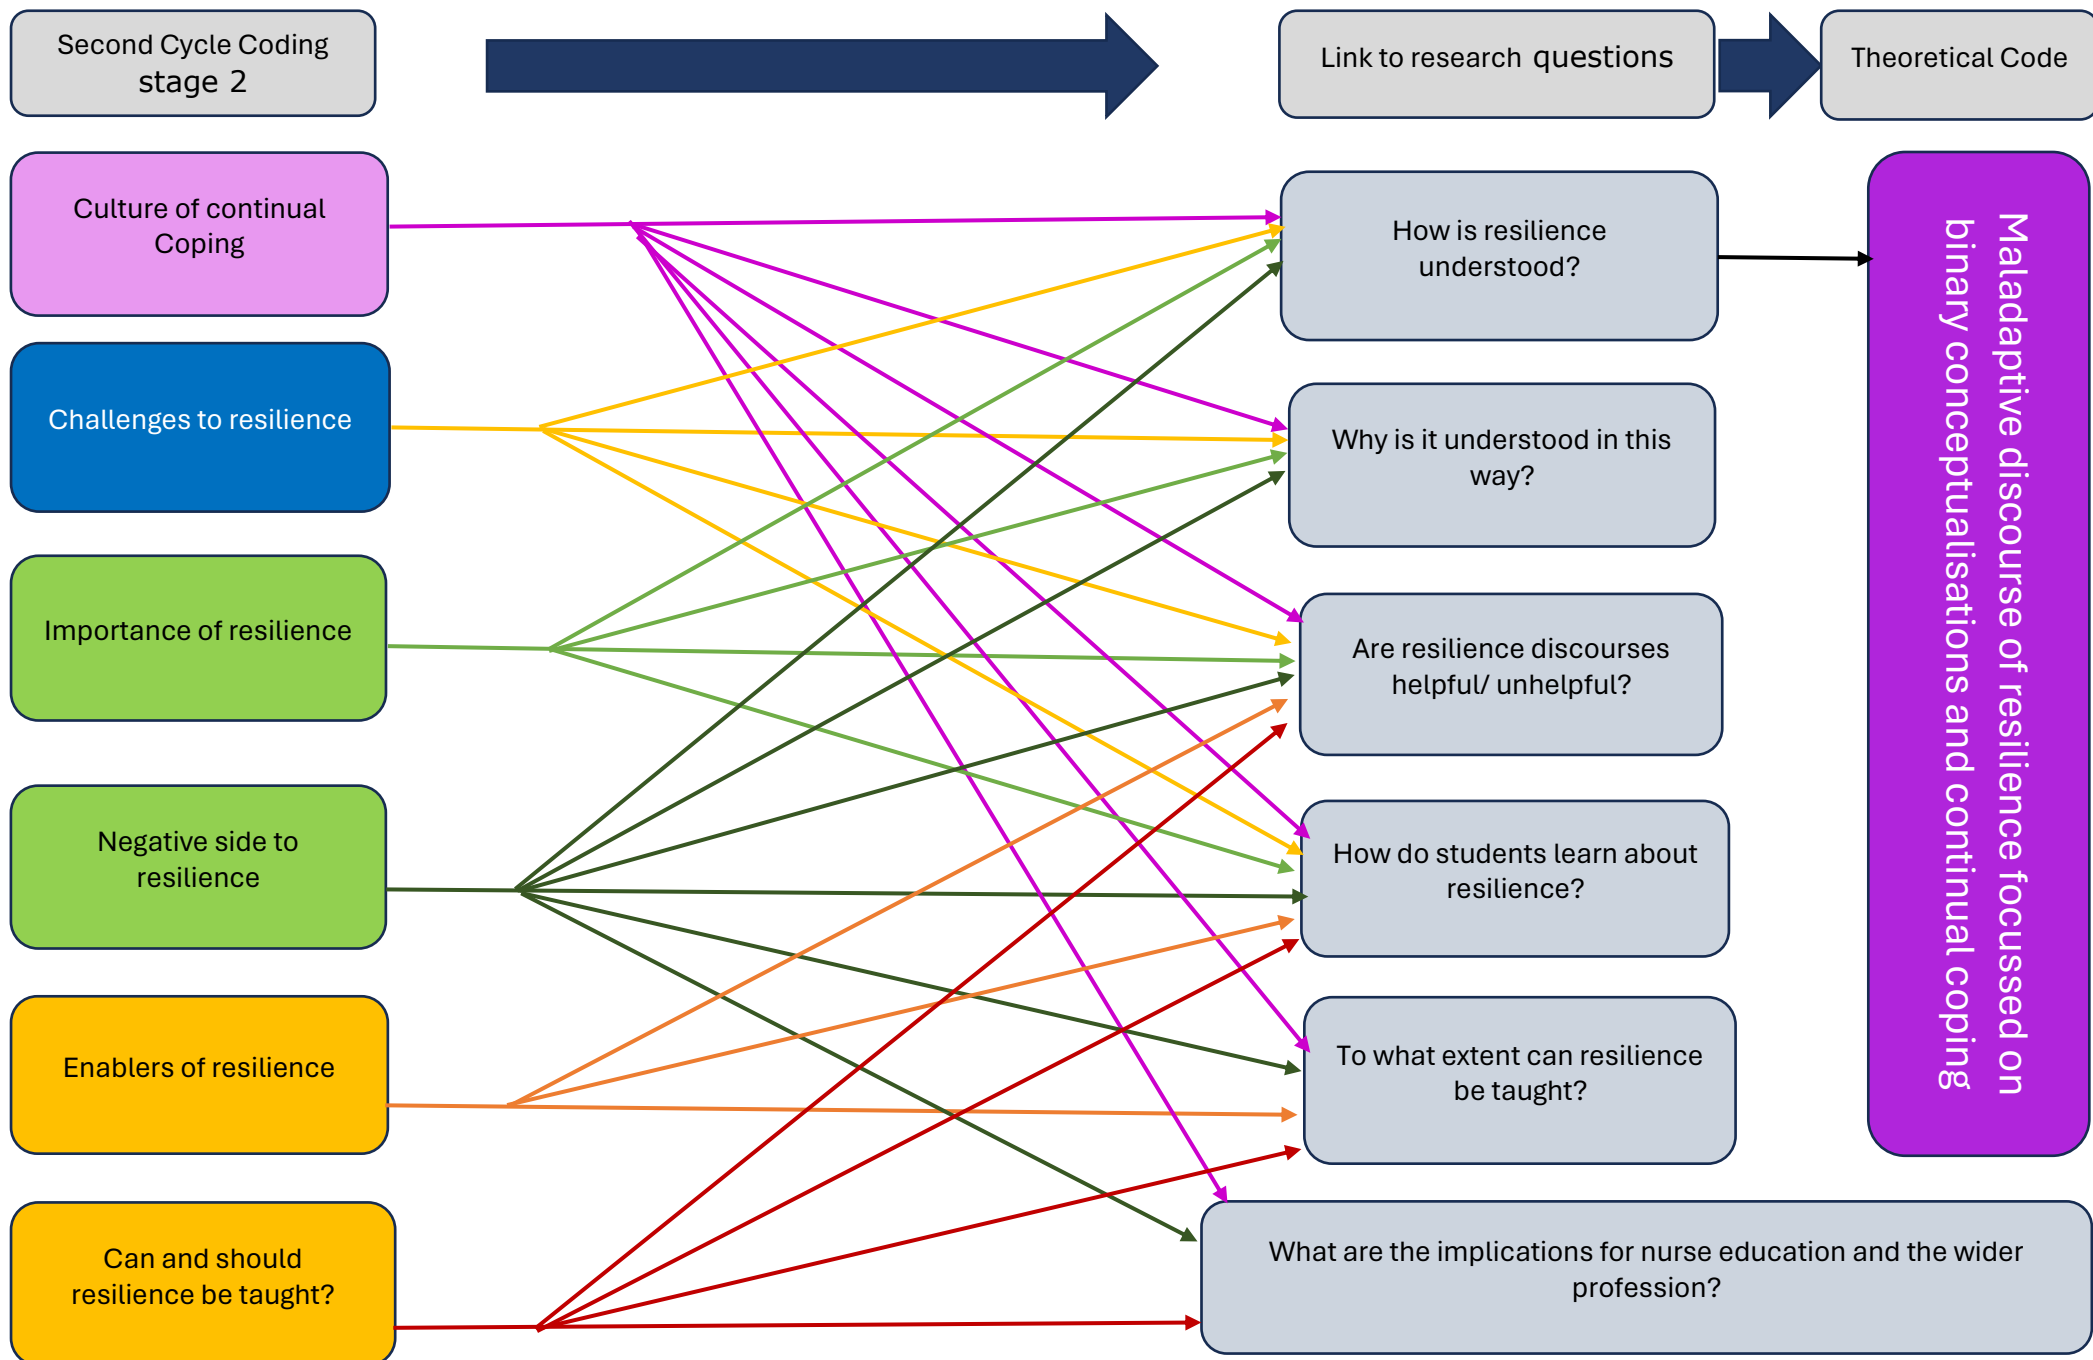 Second Cycle Coding
stage 2
Link to research questions
Theoretical Code
Culture of continual
Coping
Challenges to resilience
Importance of resilience
Negative side to
resilience
Enablers of resilience
Can and should
resilience be taught?
How is resilience
understood?
Why is it understood in this
way?
Are resilience discourses
helpful/ unhelpful?
How do students learn about
resilience?
To what extent can resilience
be taught?
What are the implications for nurse education and the wider
profession?
Maladaptive discourse of resilience focussed on
binary conceptualisations and continual coping